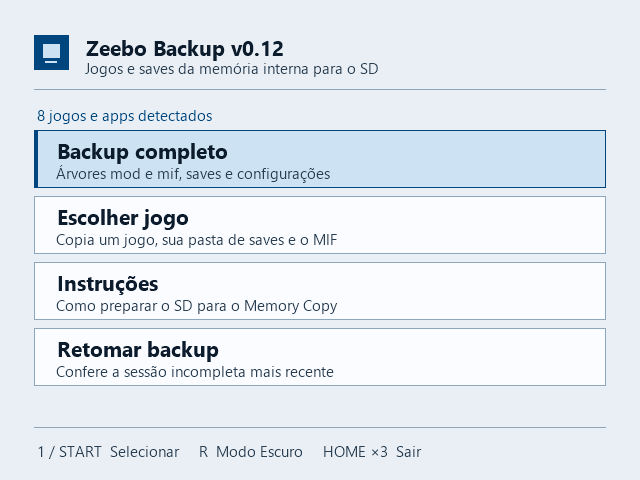 Zeebo Backup v0.12
Jogos e saves da memória interna para o SD
8 jogos e apps detectados
Backup completo
Árvores mod e mif, saves e configurações
Escolher jogo
Copia um jogo, sua pasta de saves e o MIF
Instruções
Como preparar o SD para o Memory Copy
Retomar backup
Confere a sessão incompleta mais recente
1 / START  Selecionar  R  Modo Escuro  HOME ×3  Sair